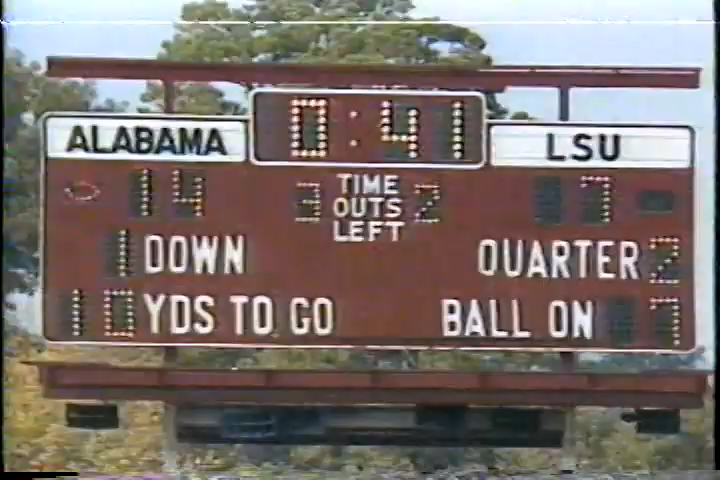 ALABAMA 0:41 LSU
14 3 TIME OUTS LEFT 2 7
1 DOWN QUARTER 2
10 YDS TO GO BALL ON 7